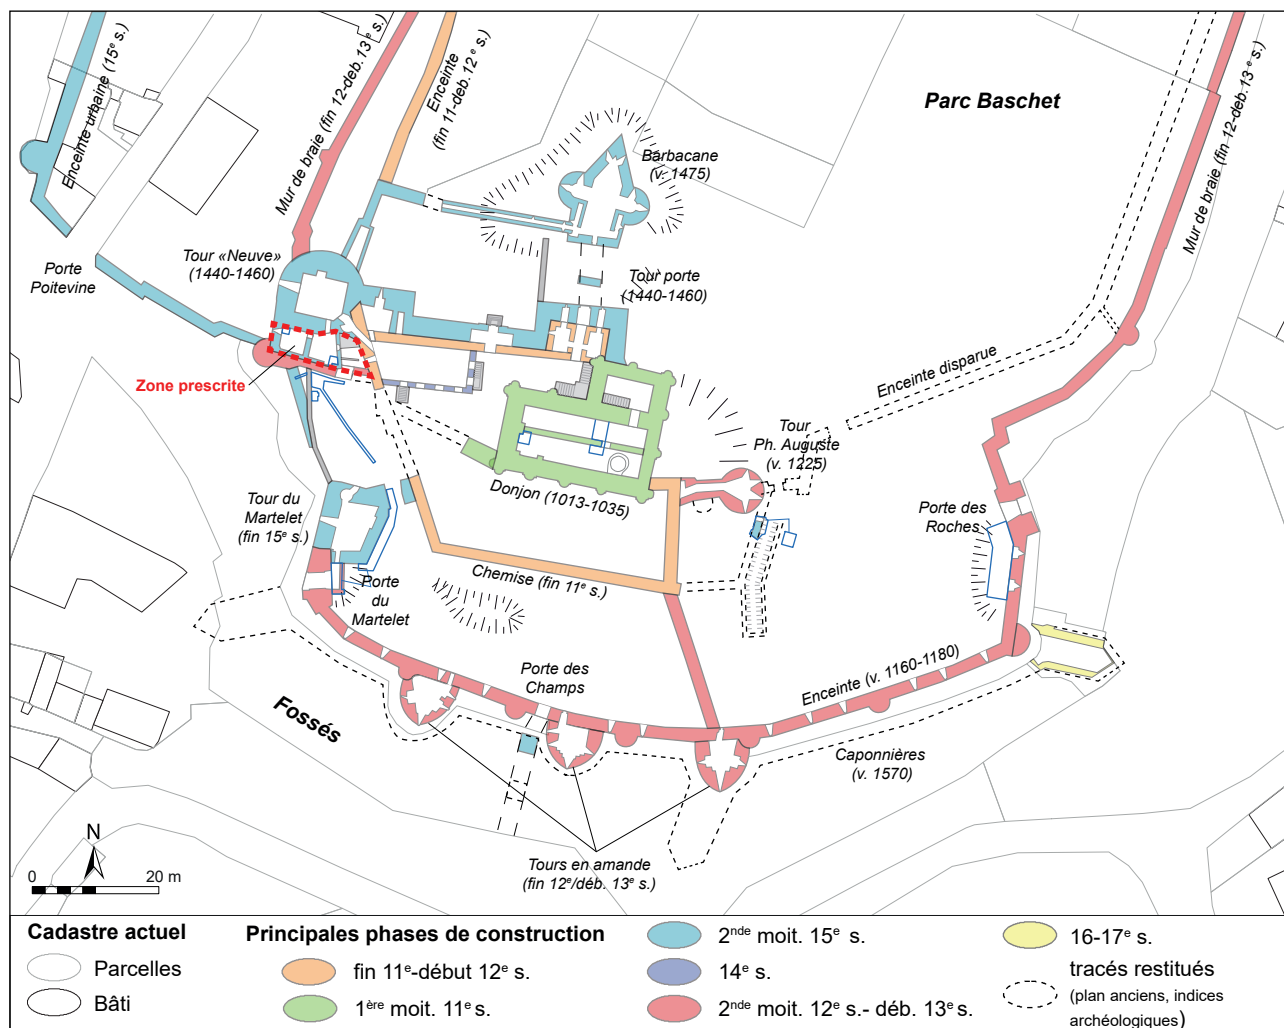 Enceinte urbaine (15e s.)
Mur de braie (fin 12-deb. 13e s.)
Enceinte
(fin 11-deb. 12e s.)
Parc Baschet
Mur de braie (fin 12-deb. 13e s.)
Barbacane
(v. 1475)
Porte
Poitevine
Tour «Neuve»
(1440-1460)
Tour porte
(1440-1460)
Zone prescrite
Enceinte disparue
Tour
Ph. Auguste
(v. 1225)
Donjon (1013-1035)
Tour du
Martelet
(fin 15e s.)
Porte des
Roches
Chemise (fin 11e s.)
Porte
du
Martelet
Porte des
Champs
Enceinte (v. 1160-1180)
Fossés
Caponnières
(v. 1570)
Tours en amande
(fin 12e/déb. 13e s.)
N
0 20 m
Cadastre actuel
Parcelles
Bâti
Principales phases de construction
fin 11e-début 12e s.
1ère moit. 11e s.
2nde moit. 15e s.
14e s.
2nde moit. 12e s.- déb. 13e s.
16-17e s.
tracés restitués
(plan anciens, indices
archéologiques)